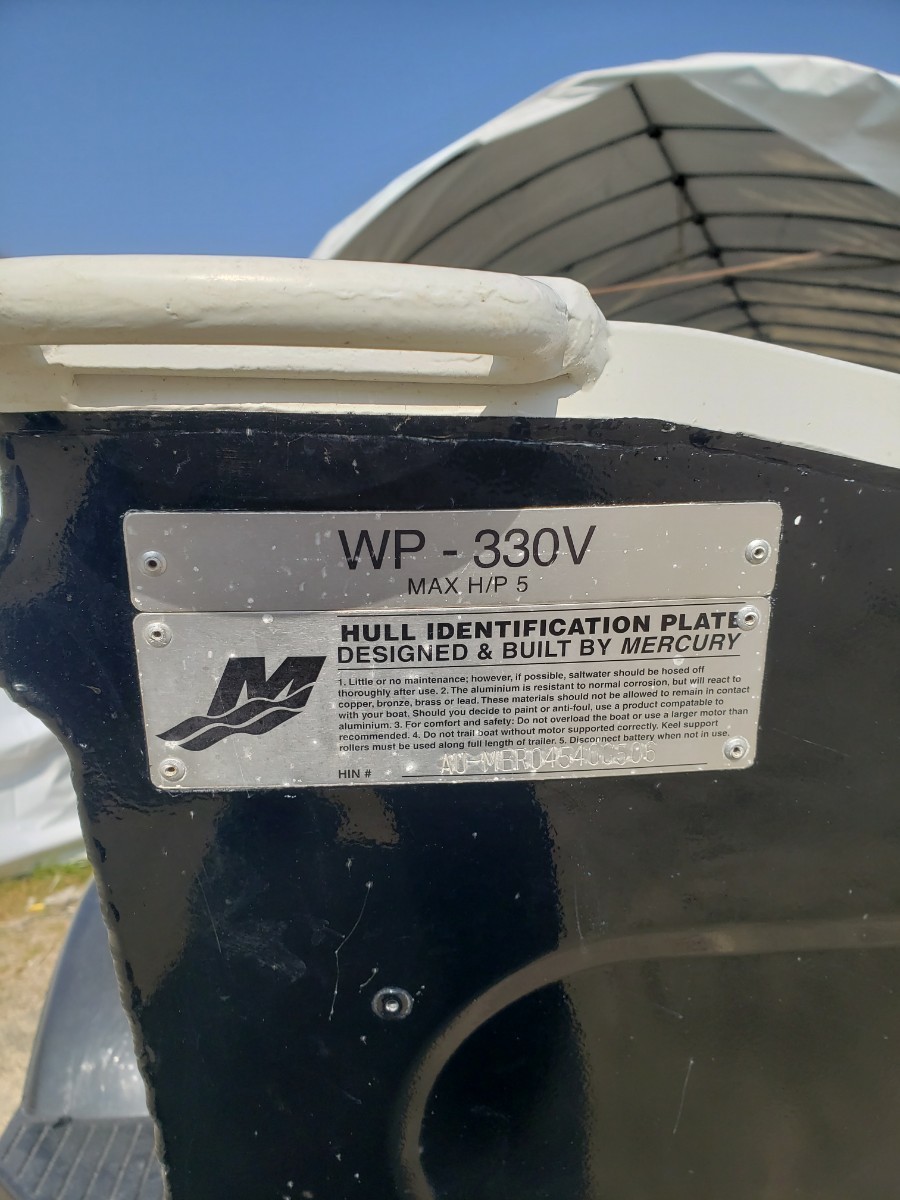 WP - 330V
MAX H/P 5
HULL IDENTIFICATION PLATE
DESIGNED & BUILT BY MERCURY
1. Little or no maintenance; however, if possible, saltwater should be hosed off
thoroughly after use. 2. The aluminium is resistant to normal corrosion, but will react to
copper, bronze, brass or lead. These materials should not be allowed to remain in contact
with your boat. Should you decide to paint or anti-foul, use a product compatable to
aluminium. 3. For comfort and safety: Do not overload the boat or use a larger motor than
recommended. 4. Do not trail boat without motor supported correctly. Keel support
rollers must be used along full length of trailer. 5. Disconnect battery when not in use.
HIN #